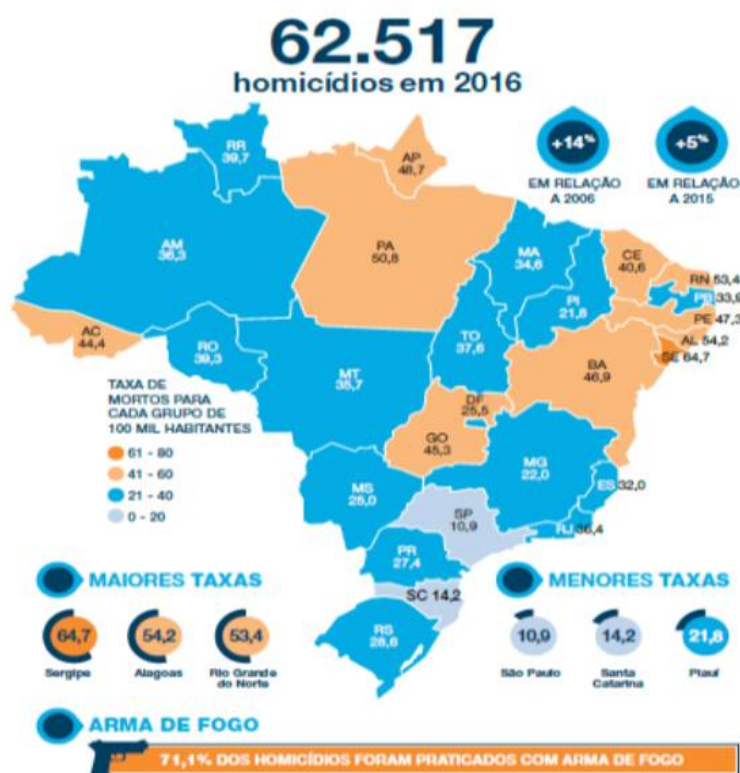 62.517
homicídios em 2016
+14%
EM RELAÇÃO
A 2006
+5%
EM RELAÇÃO
A 2015
RR
39,7
AP
48,7
AM
36,3
PA
50,8
MA
34,6
CE
40,6
RN 53,4
PB 33,9
PI
21,8
PE 47,3
AC
44,4
AL 54,2
SE 64,7
RO
39,3
TO
37,6
MT
35,7
BA
46,9
TAXA DE
MORTOS PARA
CADA GRUPO DE
100 MIL HABITANTES
61 - 80
41 - 60
21 - 40
0 - 20
DF
25,5
GO
45,3
MG
22,0
MS
25,0
ES 32,0
SP
10,9
RJ 36,4
PR
27,4
SC 14,2
RS
28,6
MAIORES TAXAS
64,7
Sergipe
54,2
Alagoas
53,4
Rio Grande
do Norte
MENORES TAXAS
10,9
São Paulo
14,2
Santa
Catarina
21,8
Piauí
ARMA DE FOGO
71,1% DOS HOMICÍDIOS FORAM PRATICADOS COM ARMA DE FOGO